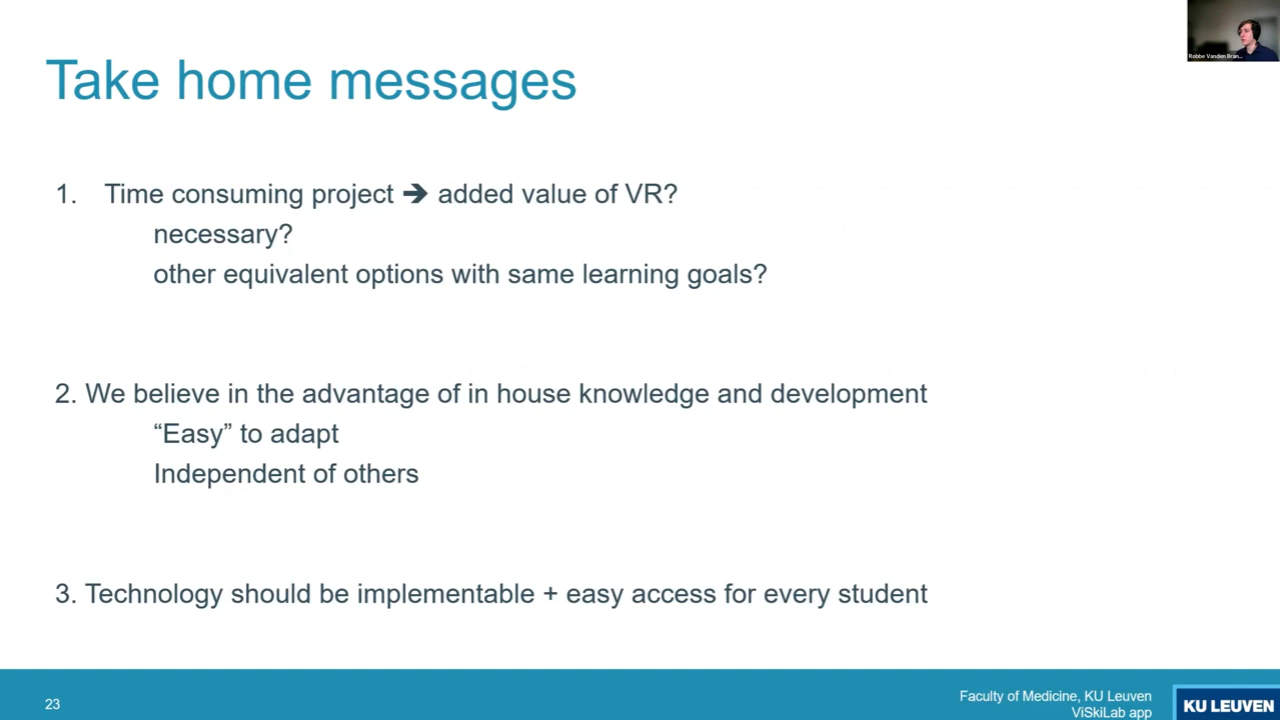 Robbe Vanden Bran...
Take home messages
1. Time consuming project ➔ added value of VR?
necessary?
other equivalent options with same learning goals?
2. We believe in the advantage of in house knowledge and development
“Easy” to adapt
Independent of others
3. Technology should be implementable + easy access for every student
23
Faculty of Medicine, KU Leuven
ViSkiLab app
KU LEUVEN